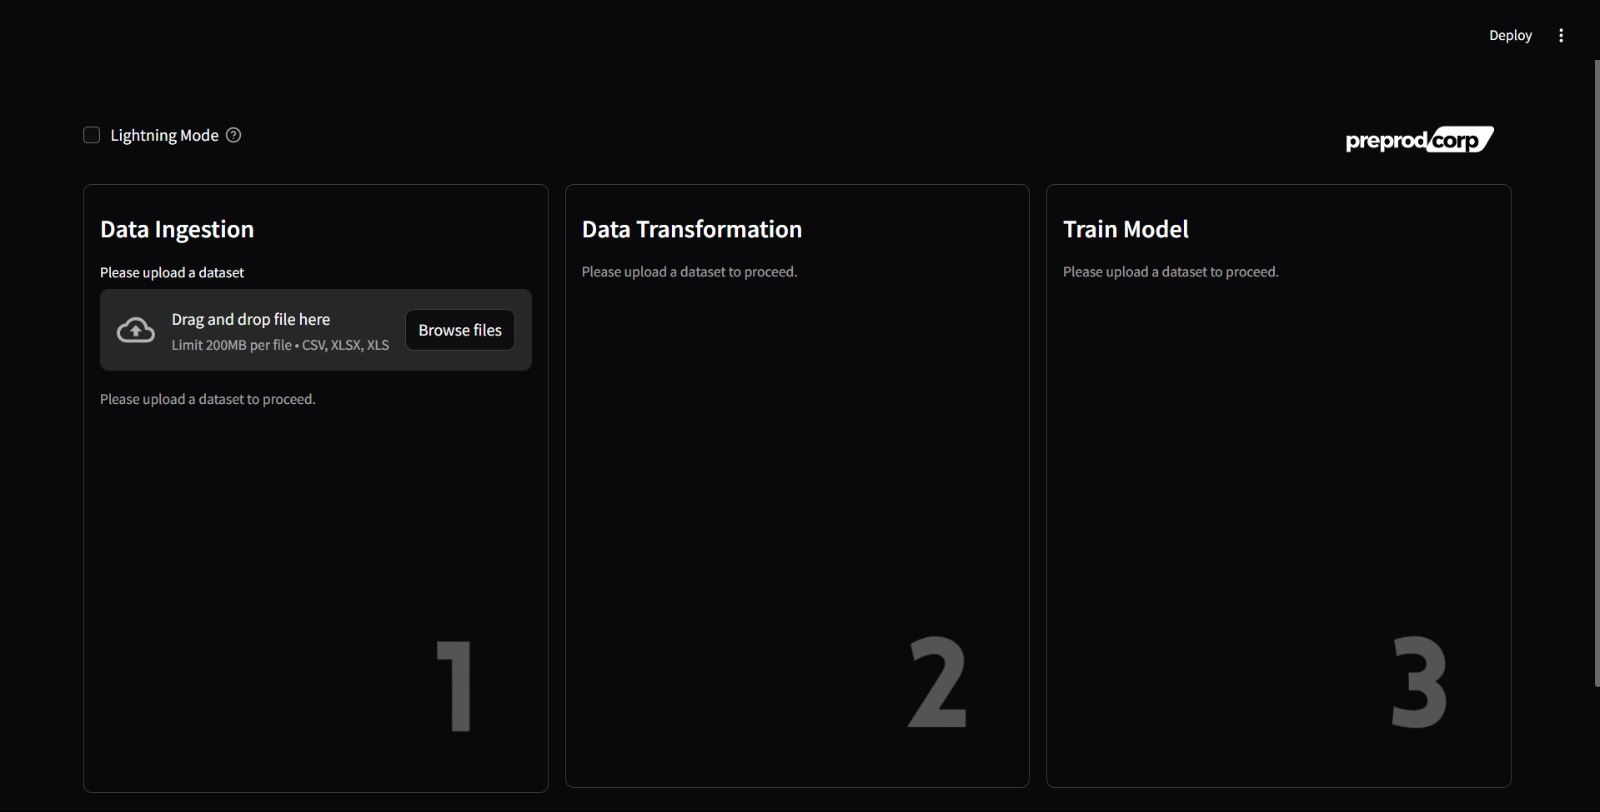 Deploy
Lightning Mode
preprodcorp
Data Ingestion
Please upload a dataset
Drag and drop file here
Limit 200MB per file • CSV, XLSX, XLS
Browse files
Please upload a dataset to proceed.
1
Data Transformation
Please upload a dataset to proceed.
2
Train Model
Please upload a dataset to proceed.
3